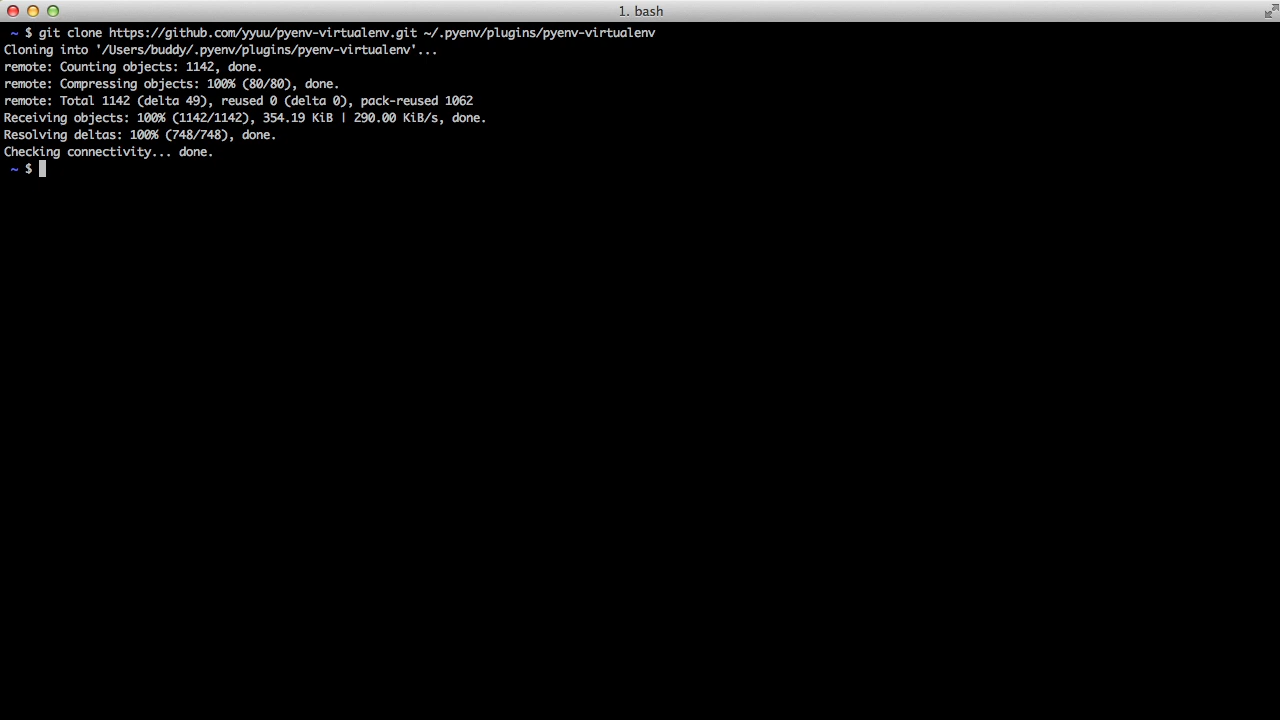 1. bash
~ $ git clone https://github.com/yyuu/pyenv-virtualenv.git ~/.pyenv/plugins/pyenv-virtualenv
Cloning into '/Users/buddy/.pyenv/plugins/pyenv-virtualenv'...
remote: Counting objects: 1142, done.
remote: Compressing objects: 100% (80/80), done.
remote: Total 1142 (delta 49), reused 0 (delta 0), pack-reused 1062
Receiving objects: 100% (1142/1142), 354.19 KiB | 290.00 KiB/s, done.
Resolving deltas: 100% (748/748), done.
Checking connectivity... done.
~ $